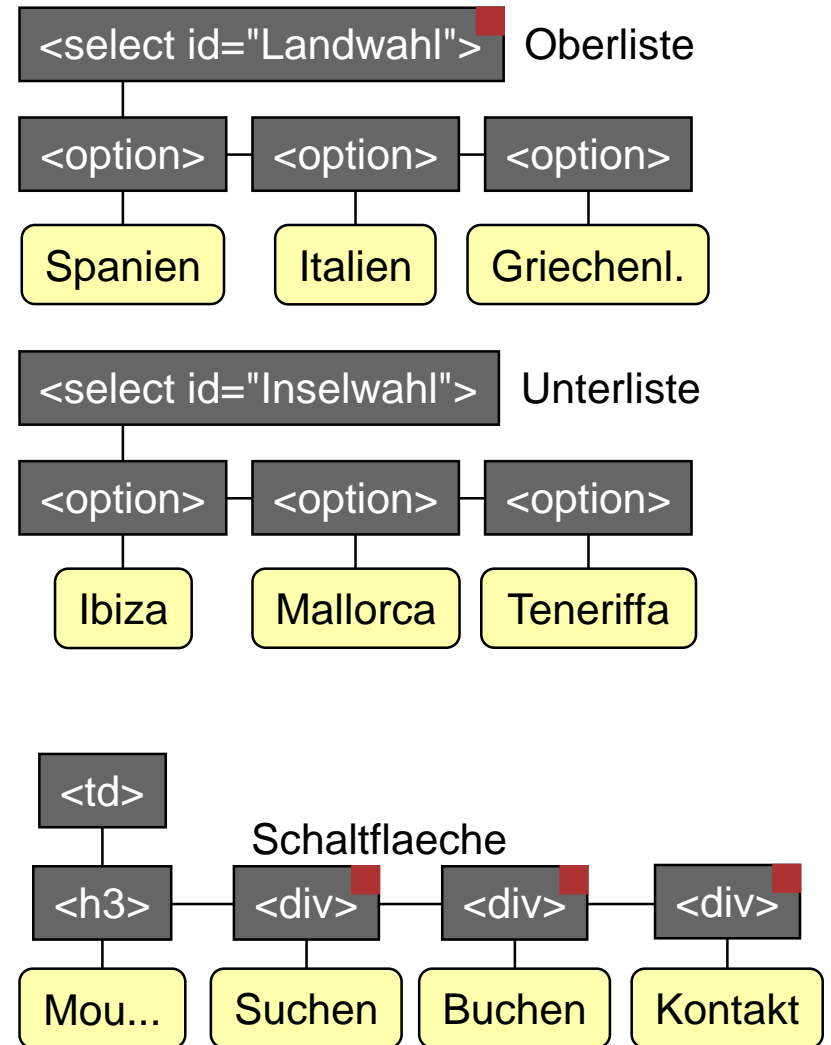 <select id="Landwahl"> Oberliste
<option> <option> <option>
Spanien Italien Griechenl.
<select id="Inselwahl"> Unterliste
<option> <option> <option>
Ibiza Mallorca Teneriffa
<td>
Schaltflaeche
<h3> <div> <div> <div>
Mou... Suchen Buchen Kontakt